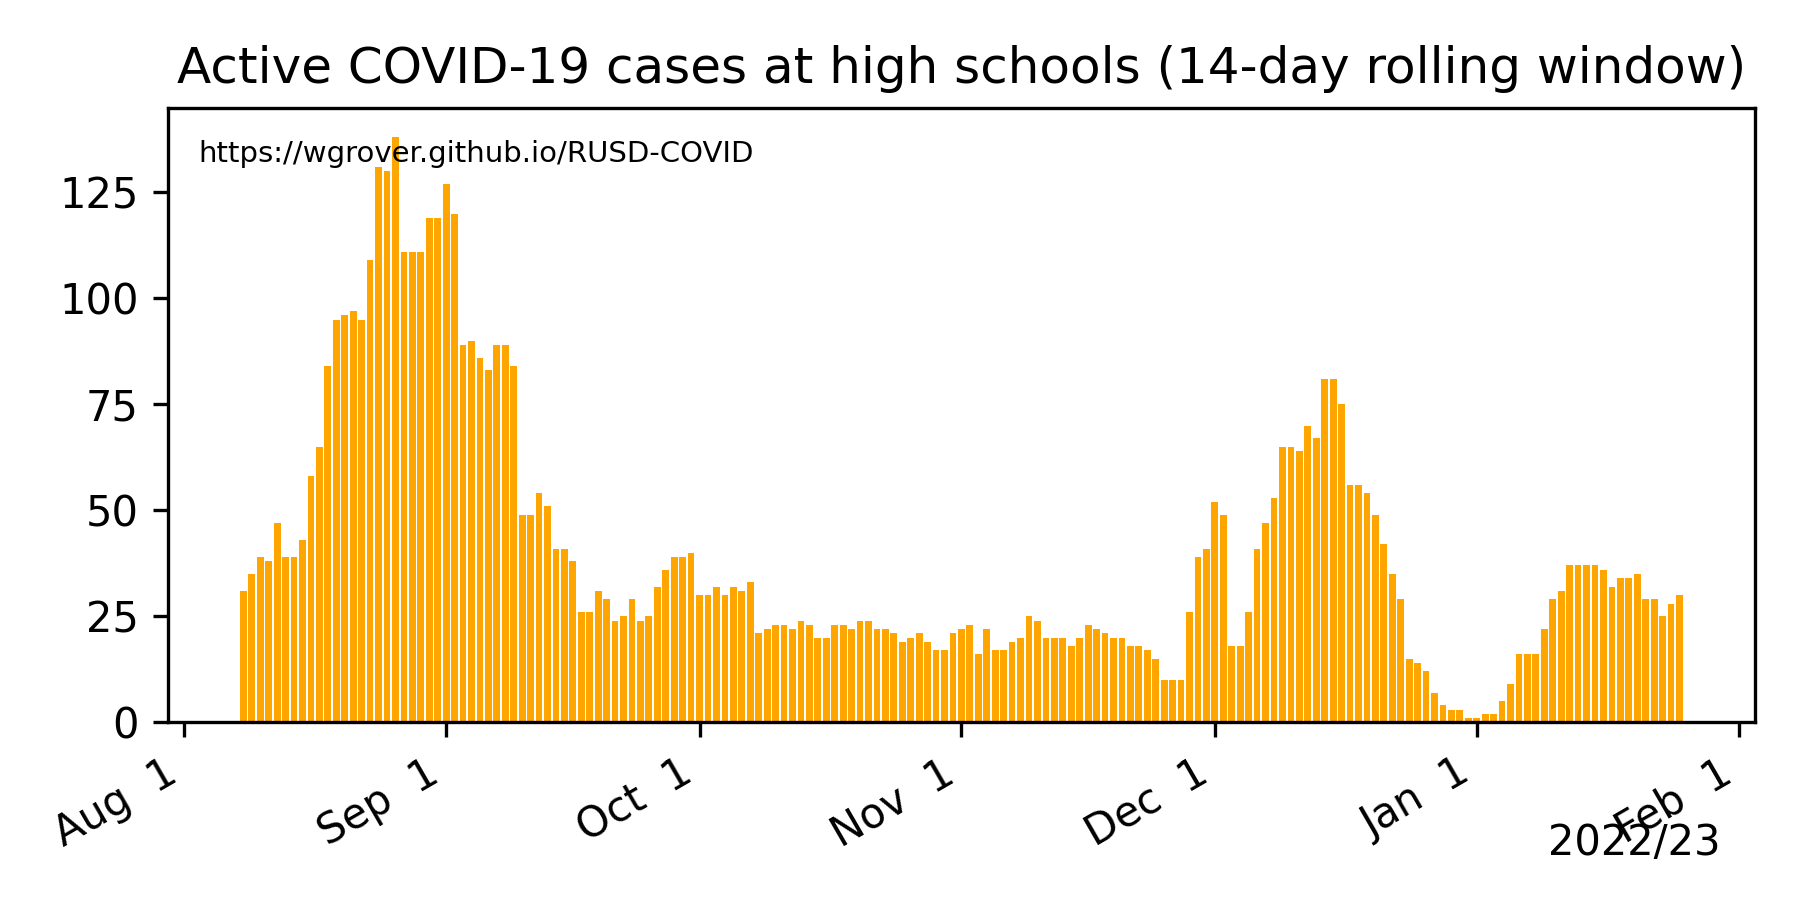 Active COVID-19 cases at high schools (14-day rolling window)
https://wgrover.github.io/RUSD-COVID
125
100
75
50
25
0
Aug 1
Sep 1
Oct 1
Nov 1
Dec 1
Jan 1
Feb 1
2022/23